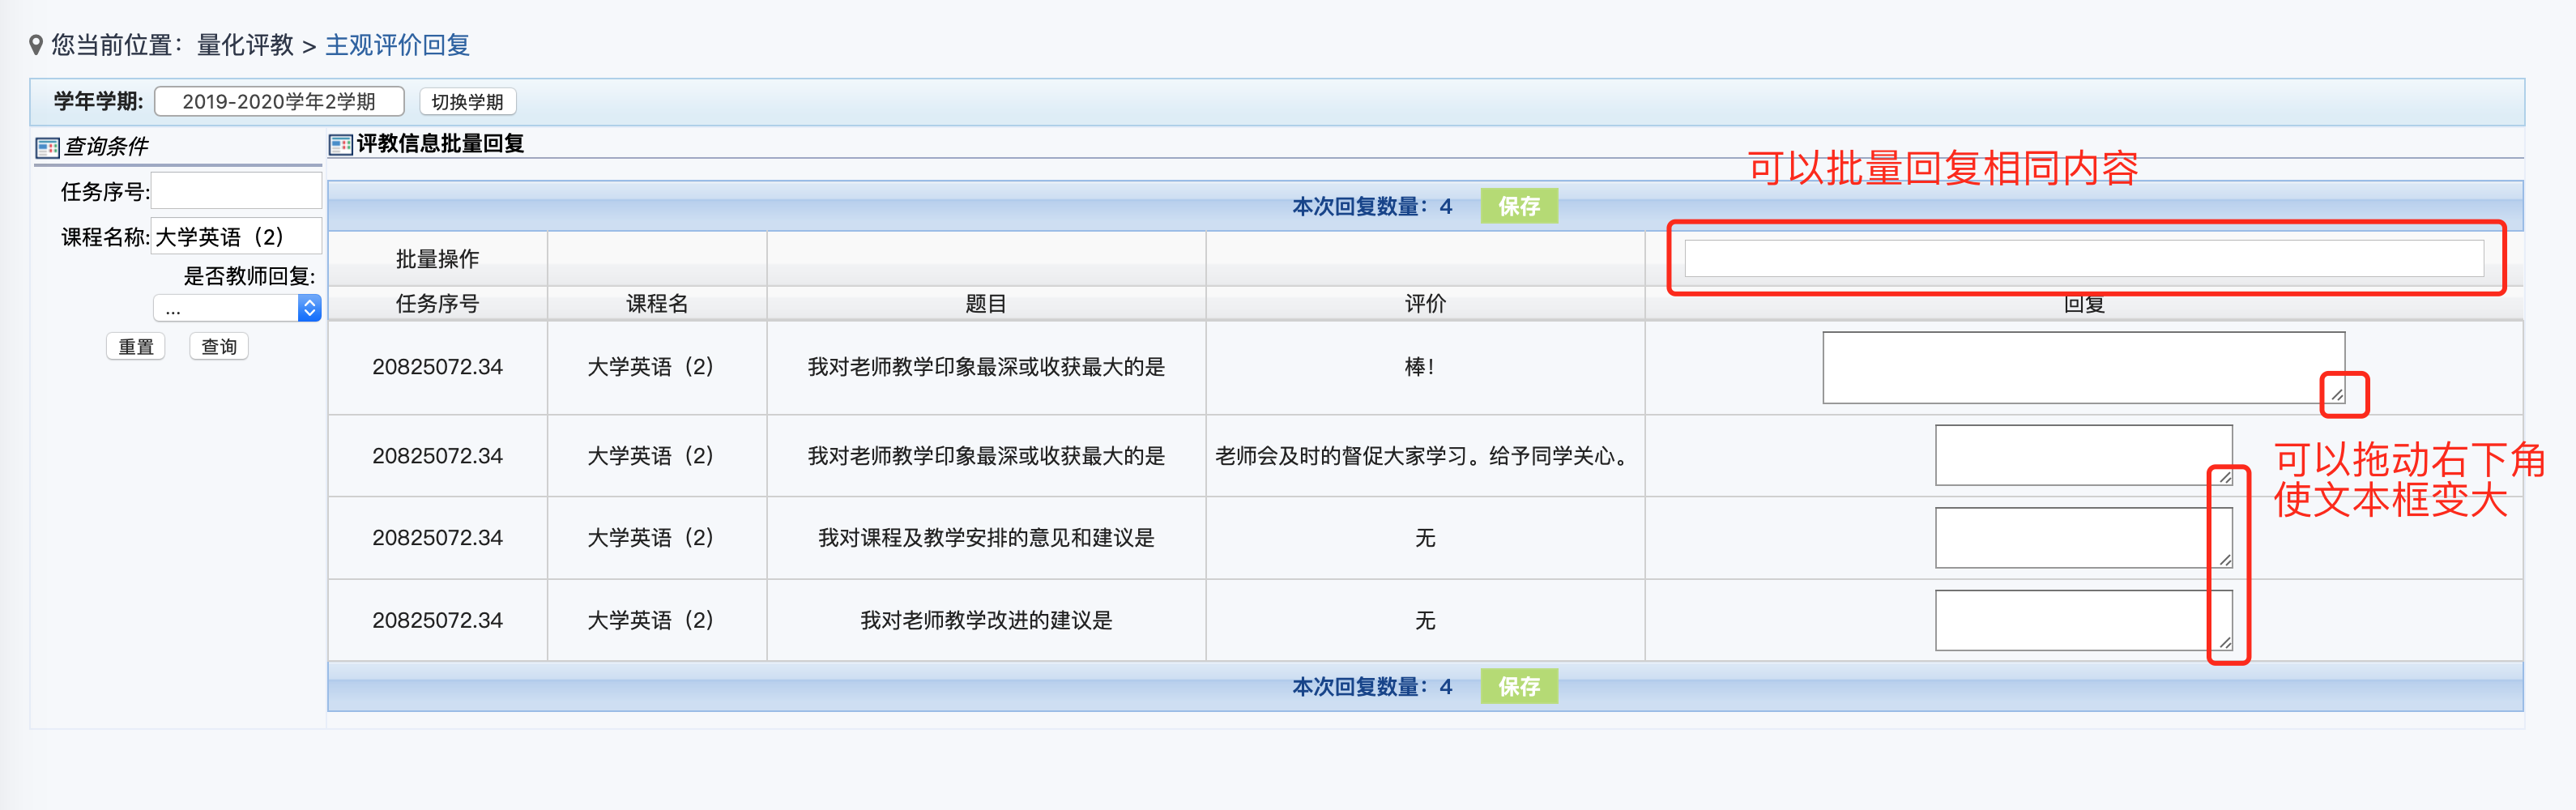 您当前位置：量化评教 > 主观评价回复
学年学期: 2019-2020学年2学期 切换学期
查询条件
任务序号:
课程名称: 大学英语（2）
是否教师回复:
...
重置 查询
评教信息批量回复
可以批量回复相同内容
本次回复数量：4 保存
批量操作
任务序号 课程名 题目 评价 回复
20825072.34 大学英语（2） 我对老师教学印象最深或收获最大的是 棒！
20825072.34 大学英语（2） 我对老师教学印象最深或收获最大的是 老师会及时的督促大家学习。给予同学关心。
可以拖动右下角
使文本框变大
20825072.34 大学英语（2） 我对课程及教学安排的意见和建议是 无
20825072.34 大学英语（2） 我对老师教学改进的建议是 无
本次回复数量：4 保存